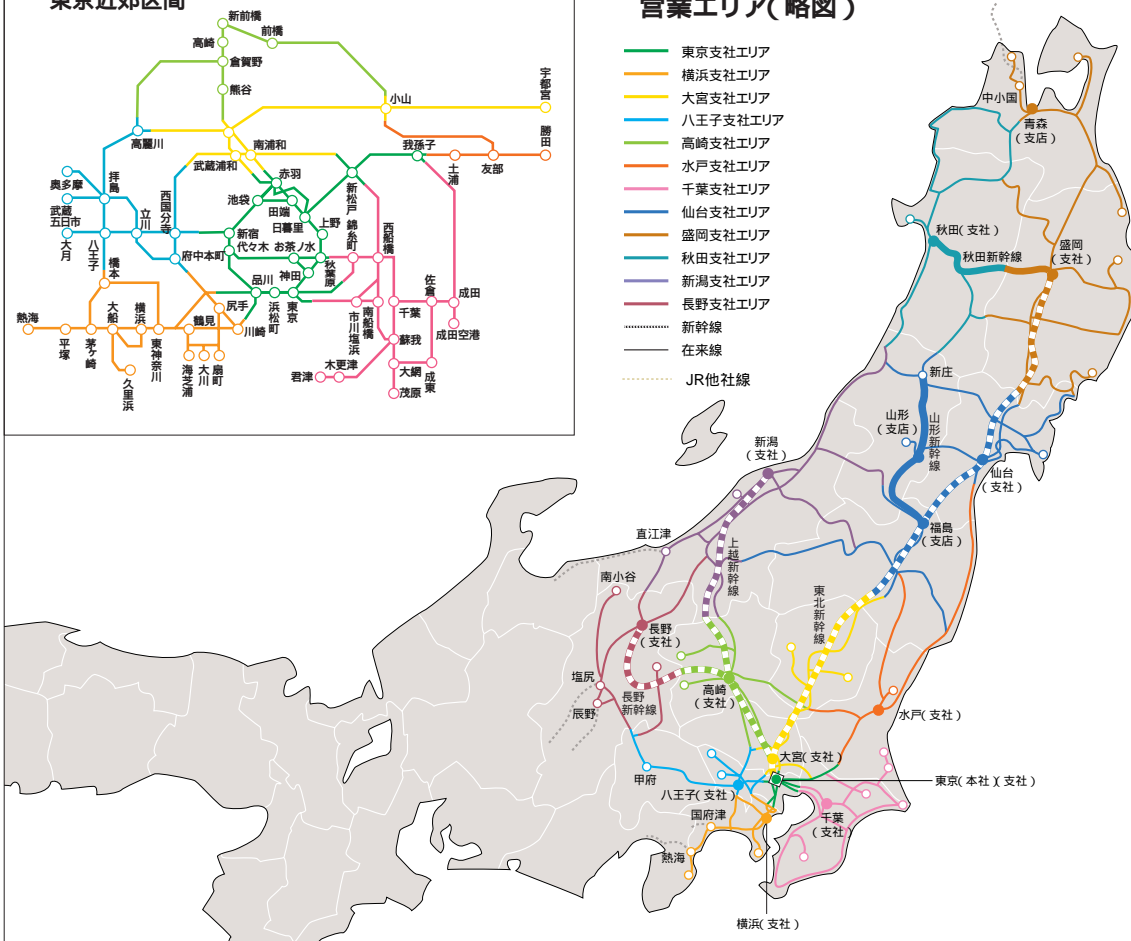 東京近郊区間
新前橋
前橋
高崎
倉賀野
熊谷
小山
宇都宮
勝田
高麗川
武蔵浦和
南浦和
我孫子
土浦
友部
赤羽
奥多摩
拝島
立川
西国分寺
池袋
田端
日暮里
上野
新松戸
錦糸町
西船橋
武蔵
五日市
大月
八王子
府中本町
新宿
代々木
お茶ノ水
神田
秋葉原
橋本
品川
浜松町
東京
市川塩浜
南船橋
千葉
佐倉
成田
成田空港
蘇我
熱海
平塚
茅ヶ崎
大船
横浜
東神奈川
鶴見
尻手
川崎
久里浜
海芝浦
大川
扇町
君津
木更津
大網
成東
茂原
営業エリア(略図)
東京支社エリア
横浜支社エリア
大宮支社エリア
八王子支社エリア
高崎支社エリア
水戸支社エリア
千葉支社エリア
仙台支社エリア
盛岡支社エリア
秋田支社エリア
新潟支社エリア
長野支社エリア
新幹線
在来線
JR他社線
中小国
青森
(支店)
秋田(支社)
秋田新幹線
盛岡
(支社)
新庄
山形
(支店)
山形新幹線
仙台
(支社)
新潟
(支社)
福島
(支店)
直江津
上越新幹線
南小谷
東北新幹線
長野
(支社)
塩尻
長野
新幹線
高崎
(支社)
辰野
水戸(支社)
大宮(支社)
甲府
八王子(支社)
東京(本社)(支社)
国府津
千葉
(支社)
熱海
横浜(支社)